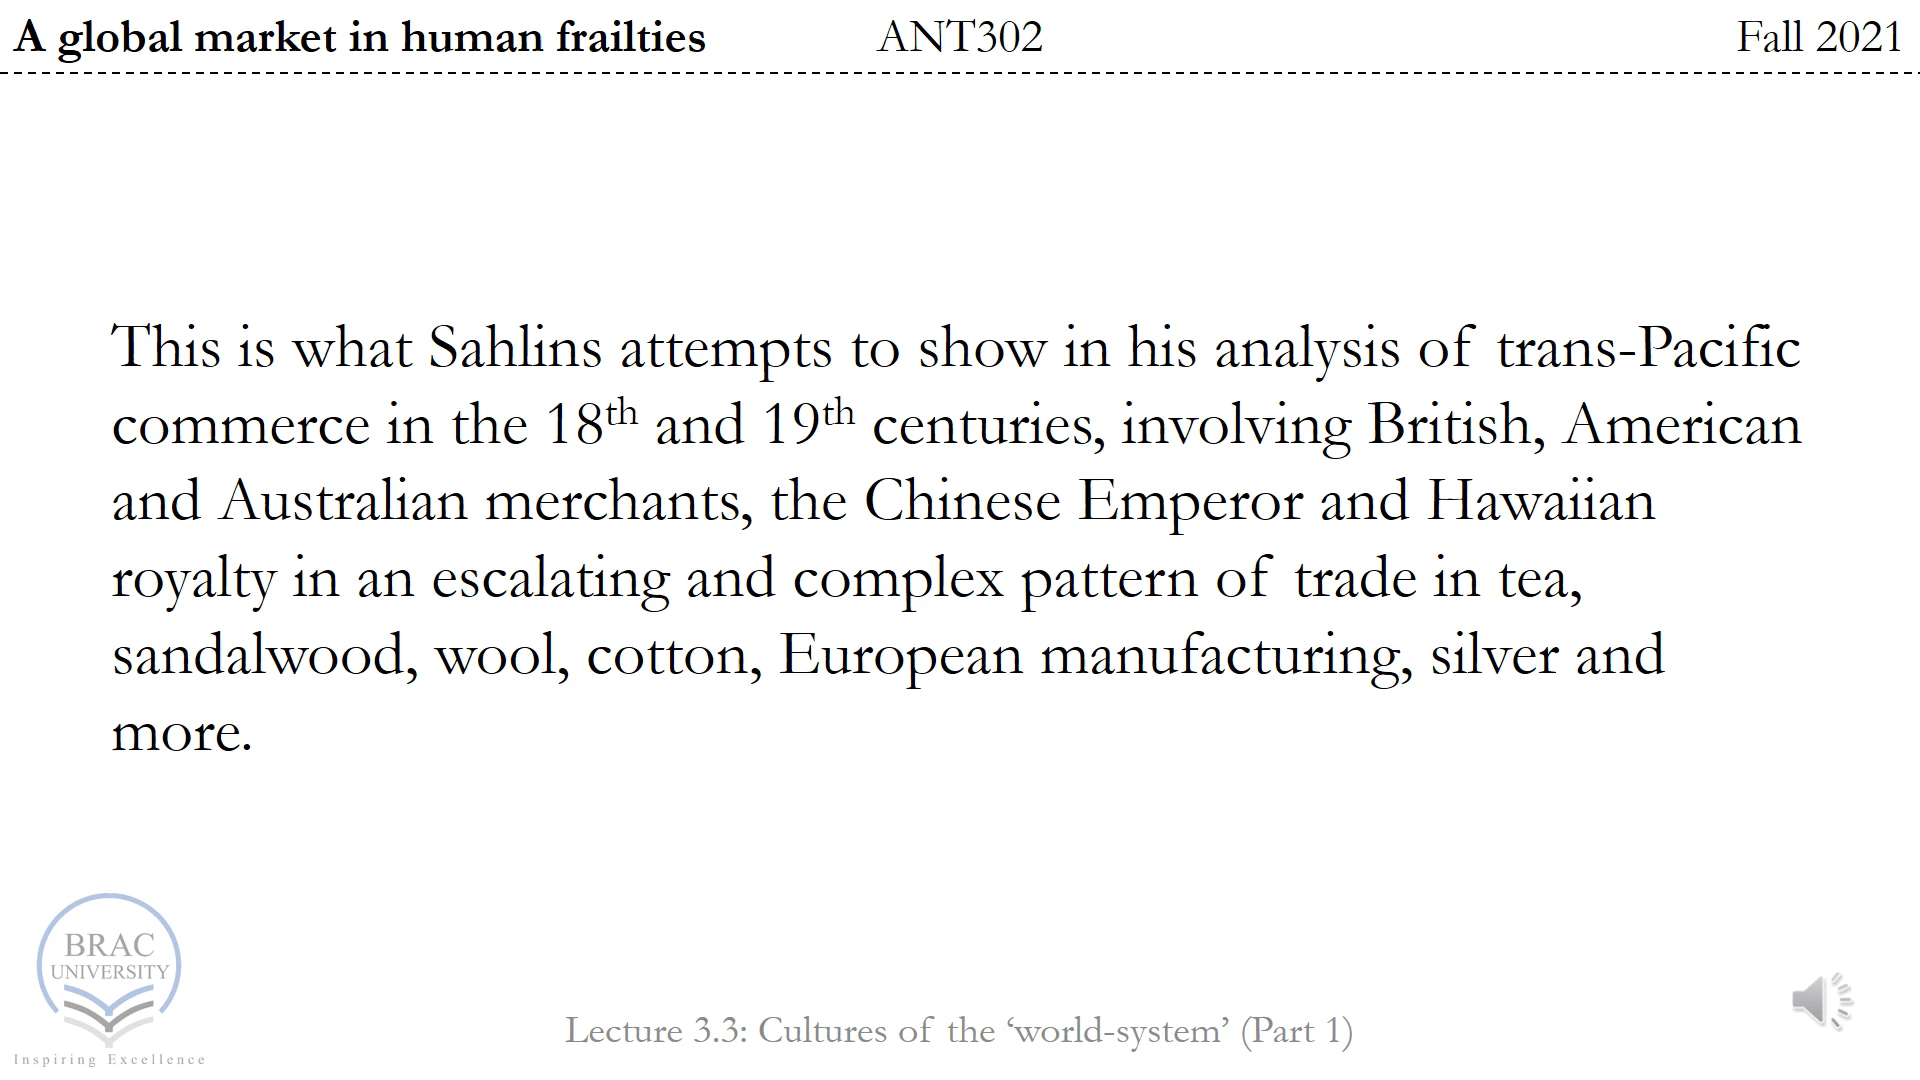 A global market in human frailties ANT302 Fall 2021
This is what Sahlins attempts to show in his analysis of trans-Pacific
commerce in the 18th and 19th centuries, involving British, American
and Australian merchants, the Chinese Emperor and Hawaiian
royalty in an escalating and complex pattern of trade in tea,
sandalwood, wool, cotton, European manufacturing, silver and
more.
BRAC
UNIVERSITY
Inspiring Excellence
Lecture 3.3: Cultures of the ‘world-system’ (Part 1)